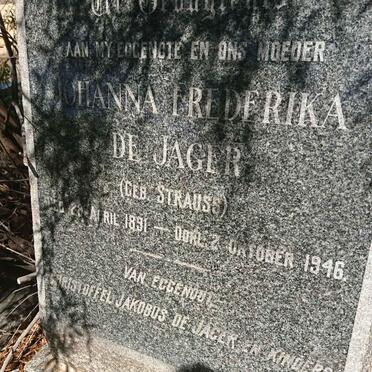 AAN MY EGGENOTE EN ONS MOEDER
JOHANNA FREDERIKA
DE JAGER
(GEB. STRAUSS)
APRIL 1891 — OORL. 2 OKTOBER 1946.
VAN EGGENOOT
CHRISTOFFEL JAKOBUS DE JAGER EN KINDERS